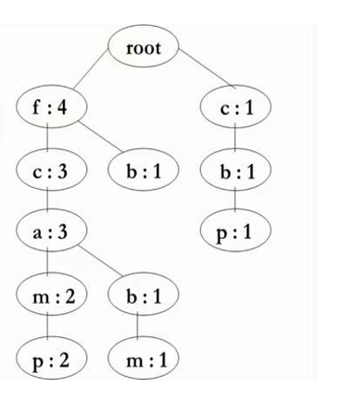 root
f : 4
c : 1
c : 3
b : 1
b : 1
a : 3
p : 1
m : 2
b : 1
p : 2
m : 1